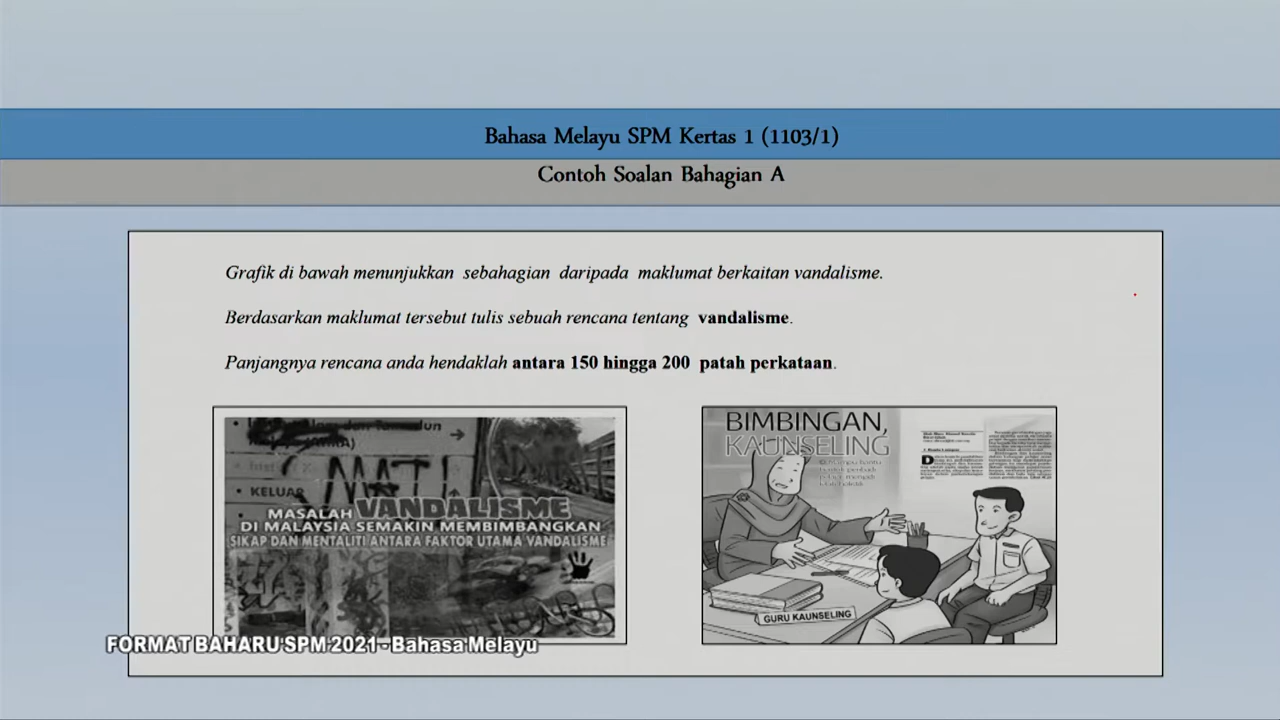 Bahasa Melayu SPM Kertas 1 (1103/1)
Contoh Soalan Bahagian A
Grafik di bawah menunjukkan sebahagian daripada maklumat berkaitan vandalisme.
Berdasarkan maklumat tersebut tulis sebuah rencana tentang vandalisme.
Panjangnya rencana anda hendaklah antara 150 hingga 200 patah perkataan.
KELUAR
MATI
MASALAH VANDALISME
DI MALAYSIA SEMAKIN MEMBIMBANGKAN
SIKAP DAN MENTALITI ANTARA FAKTOR UTAMA VANDALISME
BIMBINGAN,
KAUNSELING
GURU KAUNSELING
FORMAT BAHARU SPM 2021 - Bahasa Melayu